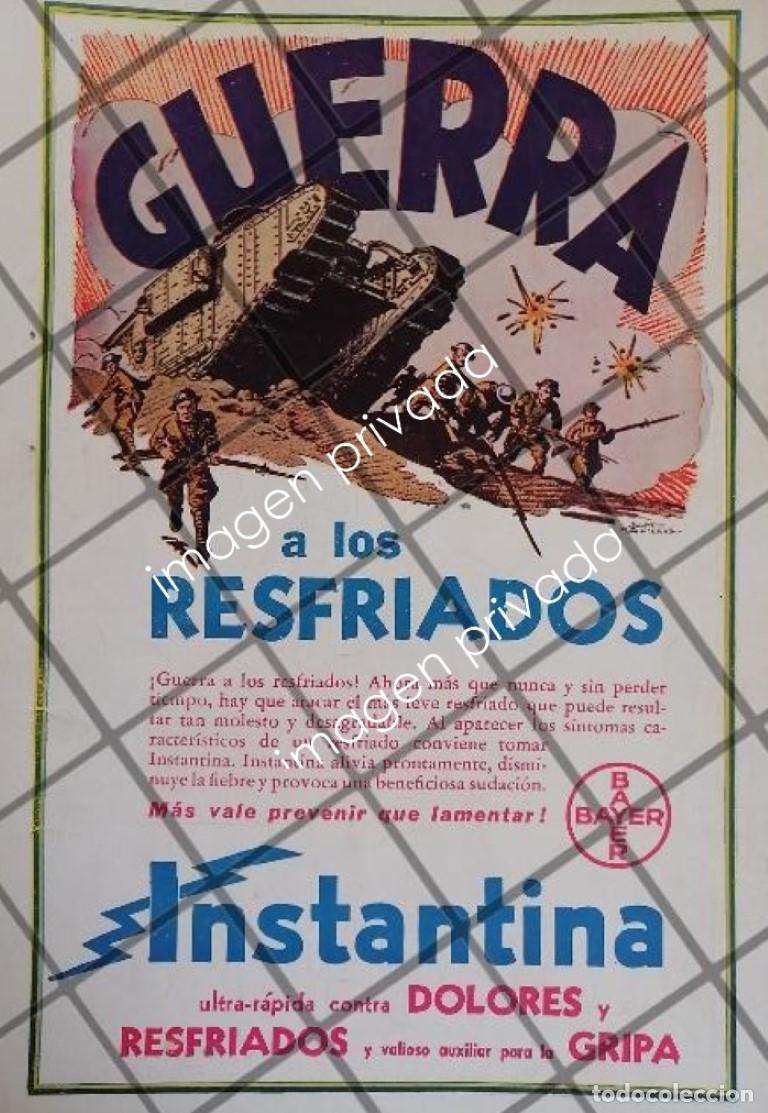 GUERRA
a los
RESFRIADOS
¡Guerra a los resfriados! Ahora más que nunca y sin perder
tiempo, hay que atacar el más leve resfriado que puede resul-
tar tan molesto y desagradable. Al aparecer los síntomas ca-
racterísticos de un resfriado conviene tomar
Instantina. Instantina alivia prontamente, dismi-
nuye la fiebre y provoca una beneficiosa sudación.
Más vale prevenir que lamentar!
BAYER
BAYER
Instantina
ultra-rápida contra DOLORES y
RESFRIADOS y valioso auxiliar para la GRIPA
imagen privada
imagen privada
todocoleccion